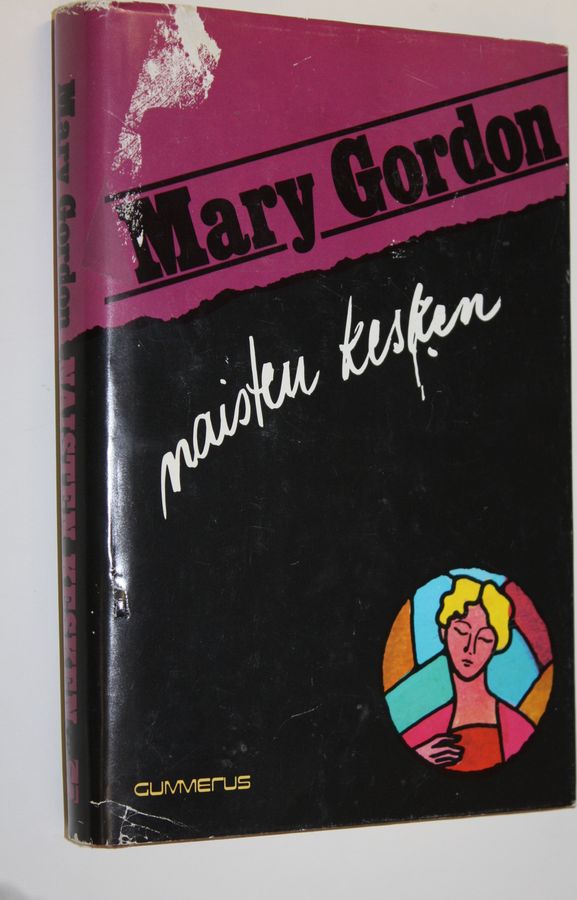 Mary Gordon
naisten kesken
GUMMERUS
Mary Gordon NAISTEN KESKEN